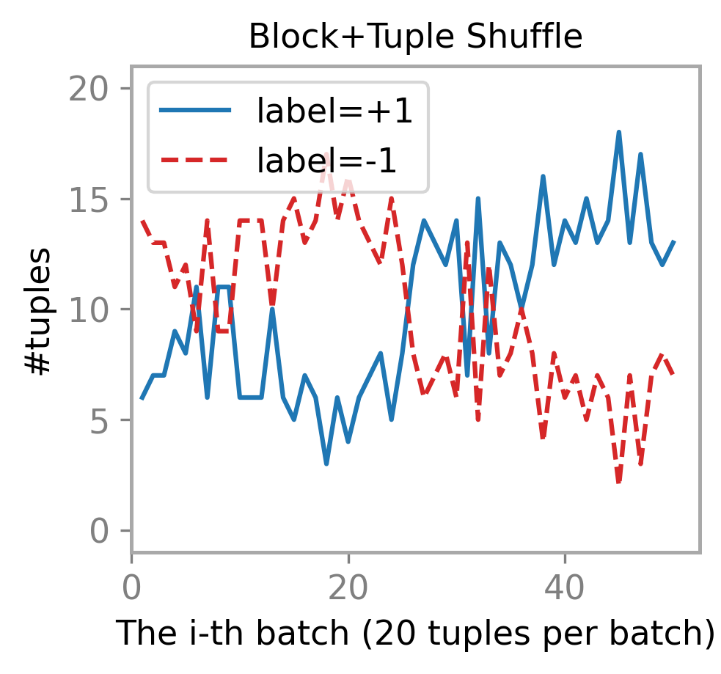 Block+Tuple Shuffle
label=+1
label=-1
#tuples
20
15
10
5
0
0 20 40
The i-th batch (20 tuples per batch)